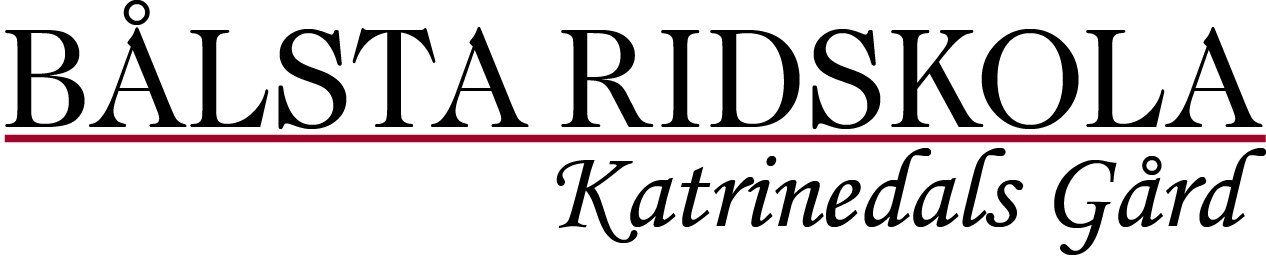 BÅLSTA RIDSKOLA
Katrinedals Gård